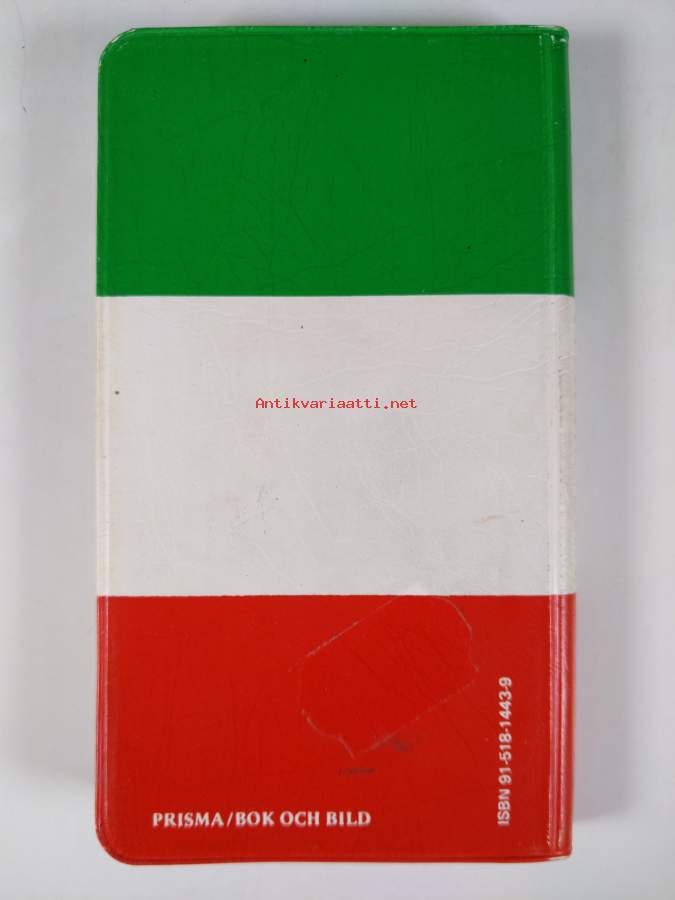 Antikvariaatti.net
ISBN 91-518-1443-9
PRISMA/BOK OCH BILD